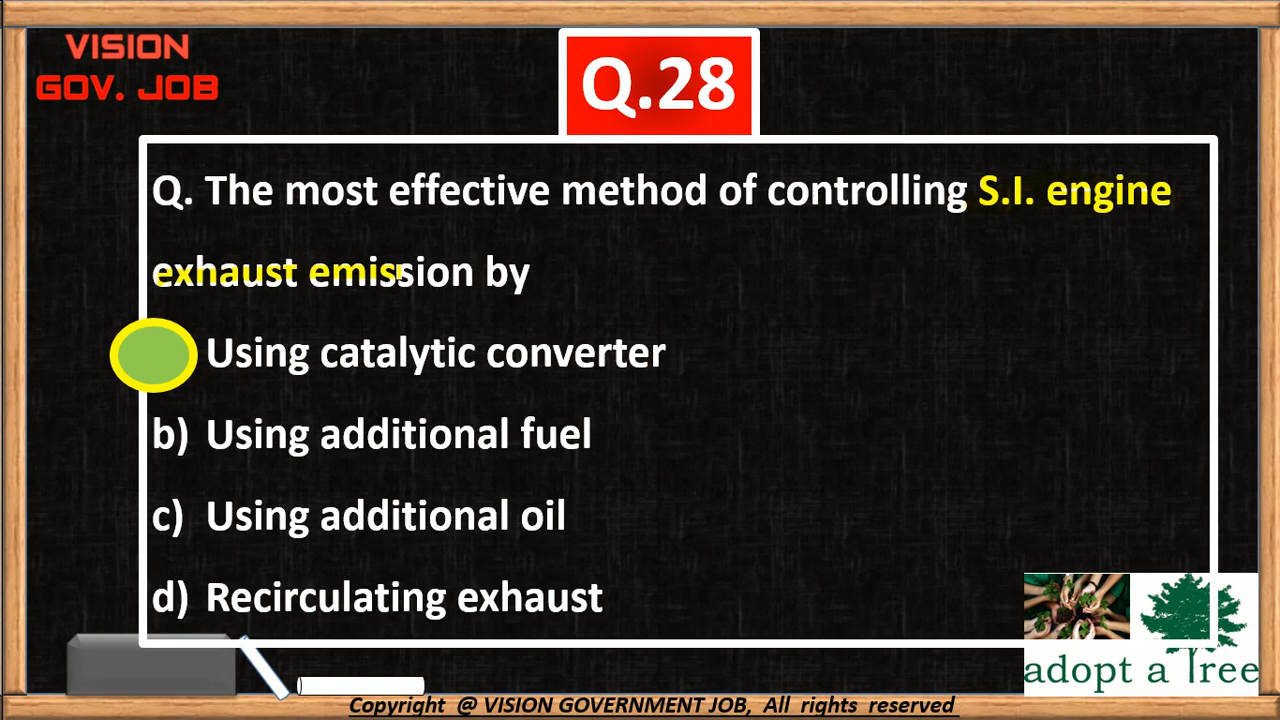 VISION
GOV. JOB
Q.28
Q. The most effective method of controlling S.I. engine
exhaust emission by
Using catalytic converter
b) Using additional fuel
c) Using additional oil
d) Recirculating exhaust
adopt a Tree
Copyright @ VISION GOVERNMENT JOB, All rights reserved